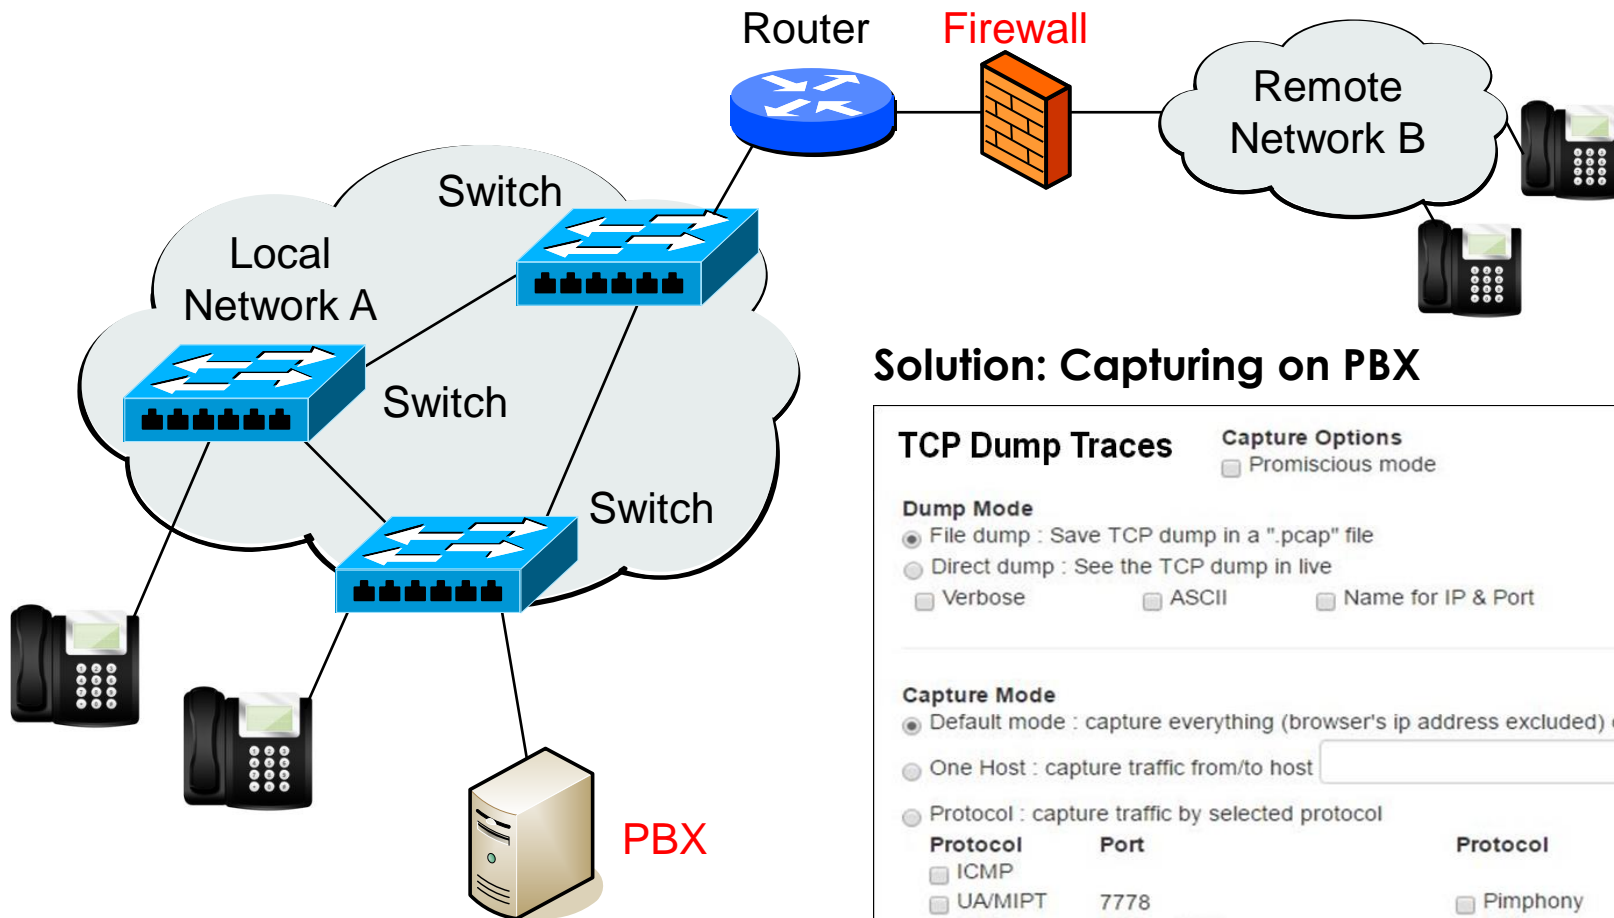 Router
Firewall
Remote
Network B
Switch
Local
Network A
Switch
Switch
PBX
Solution: Capturing on PBX
TCP Dump Traces
Capture Options
Promiscious mode
Dump Mode
File dump : Save TCP dump in a ".pcap" file
Direct dump : See the TCP dump in live
Verbose ASCII Name for IP & Port
Capture Mode
Default mode : capture everything (browser's ip address excluded)
One Host : capture traffic from/to host
Protocol : capture traffic by selected protocol
Protocol Port Protocol
ICMP
UA/MIPT 7778 Pimphony